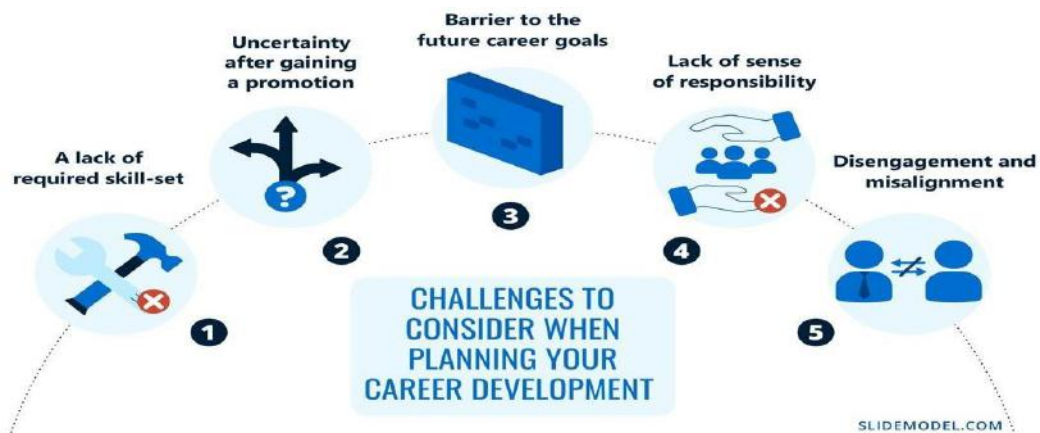 A lack of
required skill-set
1
Uncertainty
after gaining
a promotion
?
2
Barrier to the
future career goals
3
Lack of sense
of responsibility
4
Disengagement and
misalignment
5
CHALLENGES TO
CONSIDER WHEN
PLANNING YOUR
CAREER DEVELOPMENT
SLIDEMODEL.COM